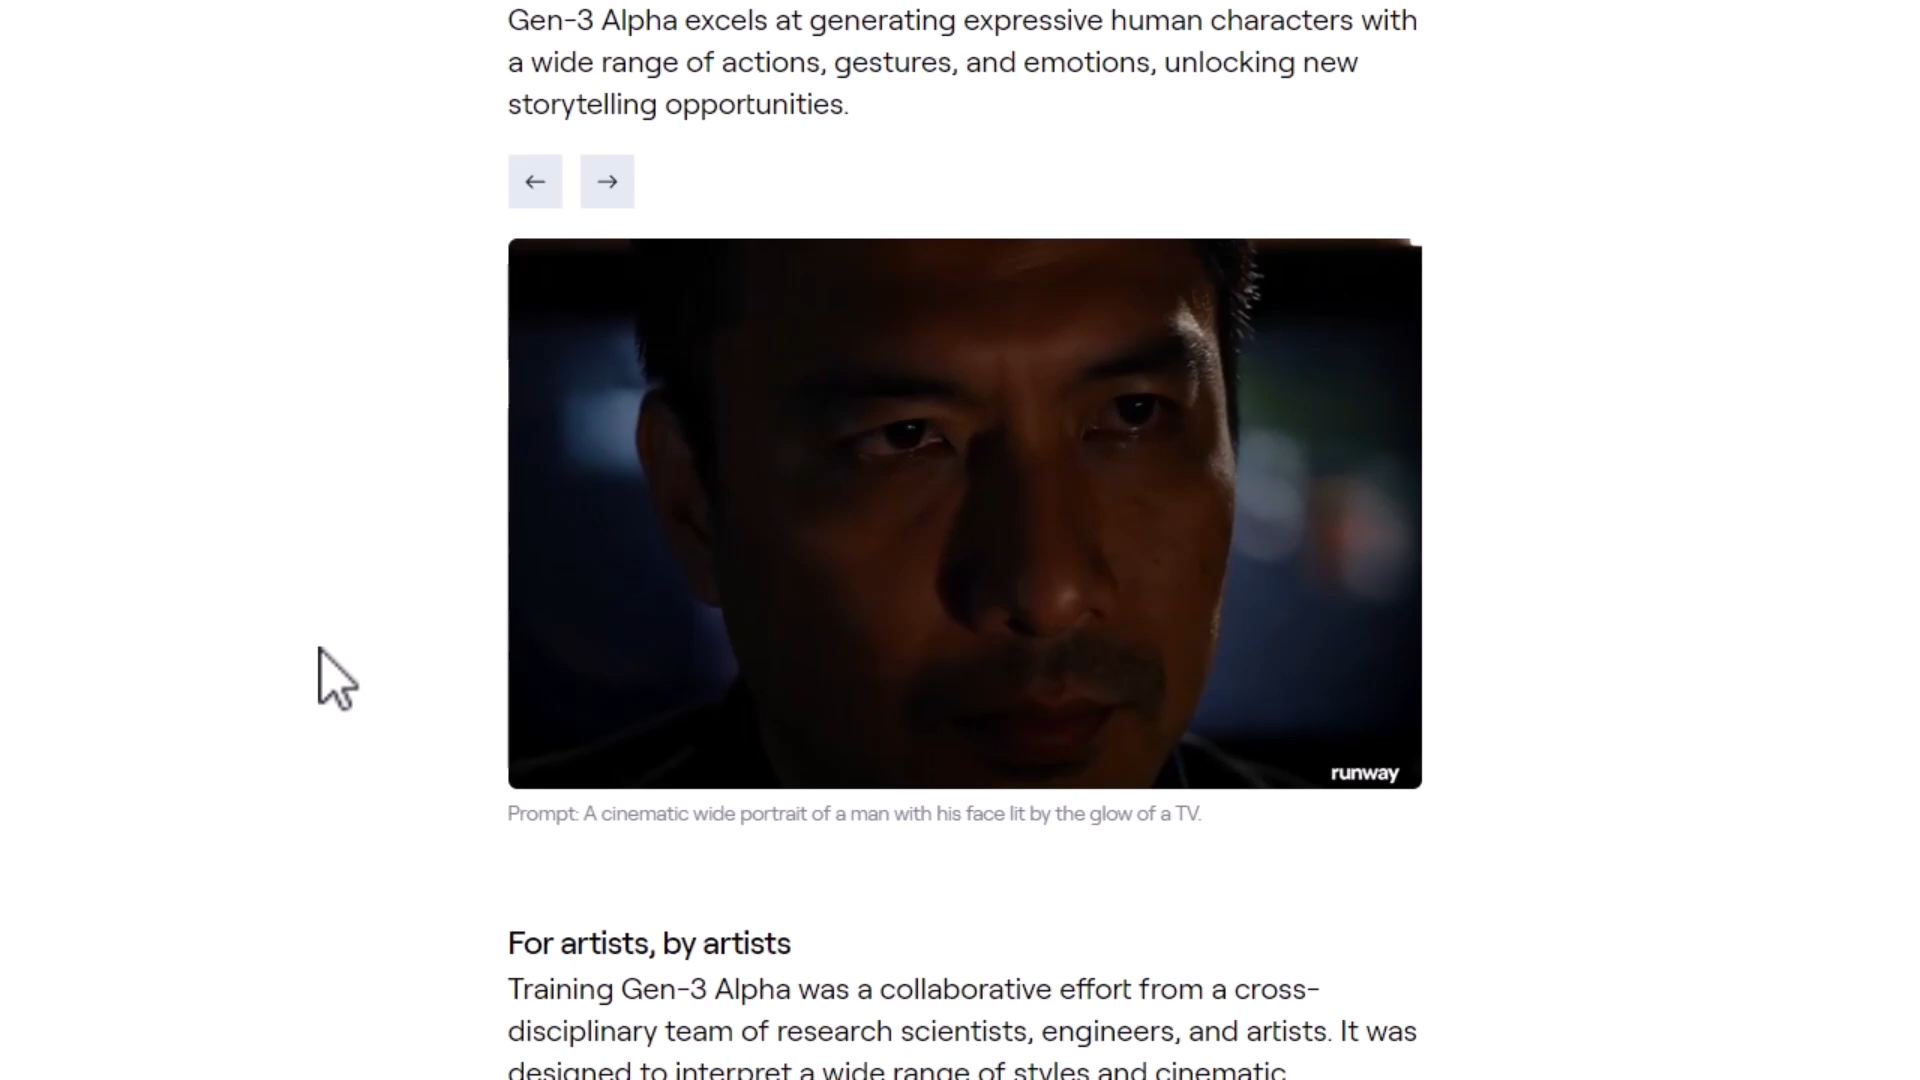 Gen-3 Alpha excels at generating expressive human characters with
a wide range of actions, gestures, and emotions, unlocking new
storytelling opportunities.
runway
Prompt: A cinematic wide portrait of a man with his face lit by the glow of a TV.
For artists, by artists
Training Gen-3 Alpha was a collaborative effort from a cross-
disciplinary team of research scientists, engineers, and artists. It was
designed to interpret a wide range of styles and cinematic